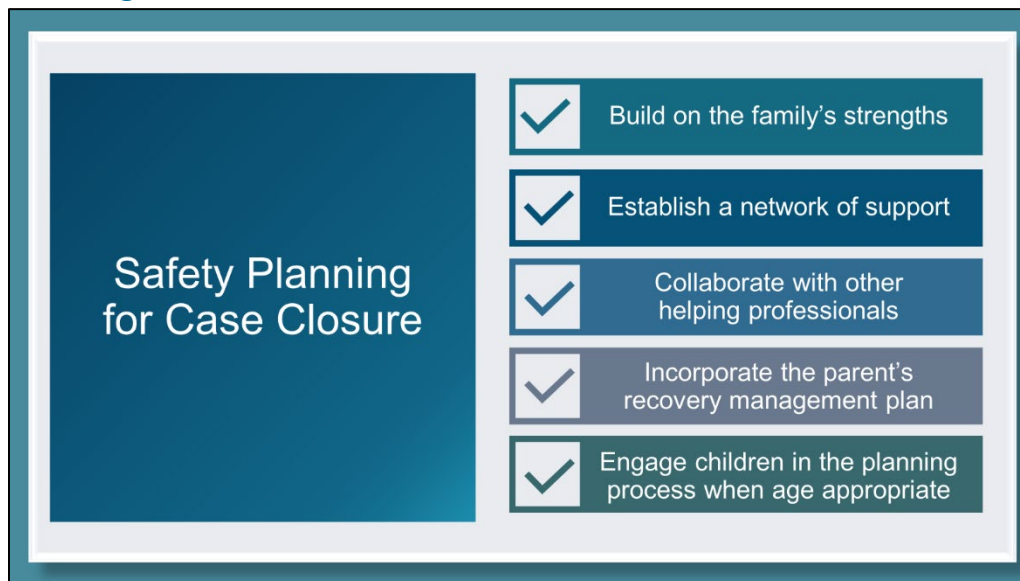 Safety Planning
for Case Closure
Build on the family’s strengths
Establish a network of support
Collaborate with other
helping professionals
Incorporate the parent’s
recovery management plan
Engage children in the planning
process when age appropriate